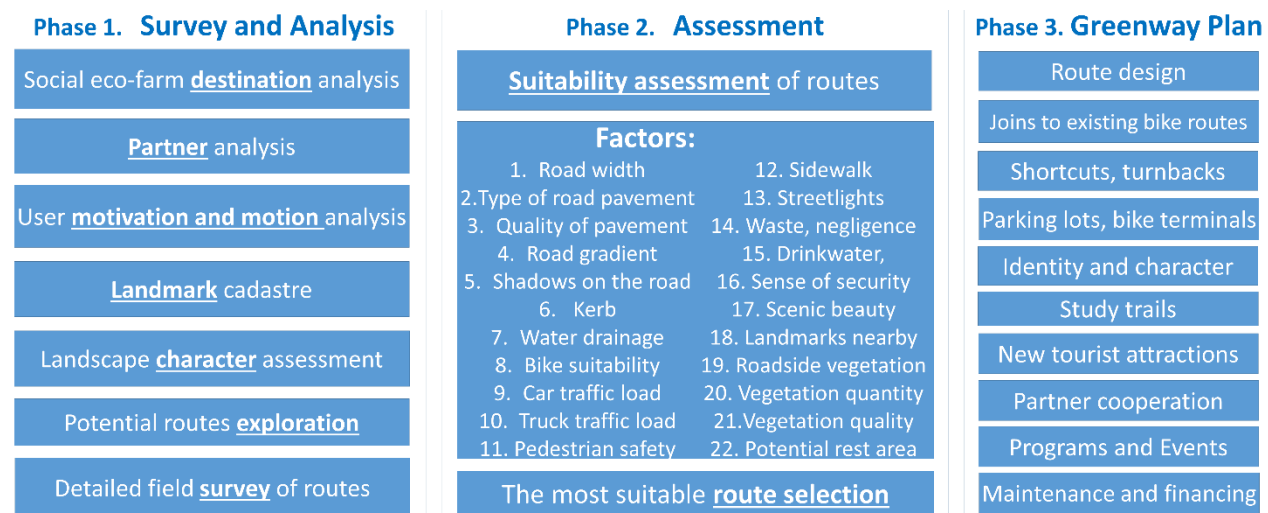 Phase 1. Survey and Analysis
Social eco-farm destination analysis
Partner analysis
User motivation and motion analysis
Landmark cadastre
Landscape character assessment
Potential routes exploration
Detailed field survey of routes
Phase 2. Assessment
Suitability assessment of routes
Factors:
1. Road width
2.Type of road pavement
3. Quality of pavement
4. Road gradient
5. Shadows on the road
6. Kerb
7. Water drainage
8. Bike suitability
9. Car traffic load
10. Truck traffic load
11. Pedestrian safety
12. Sidewalk
13. Streetlights
14. Waste, negligence
15. Drinkwater,
16. Sense of security
17. Scenic beauty
18. Landmarks nearby
19. Roadside vegetation
20. Vegetation quantity
21.Vegetation quality
22. Potential rest area
The most suitable route selection
Phase 3. Greenway Plan
Route design
Joins to existing bike routes
Shortcuts, turnbacks
Parking lots, bike terminals
Identity and character
Study trails
New tourist attractions
Partner cooperation
Programs and Events
Maintenance and financing